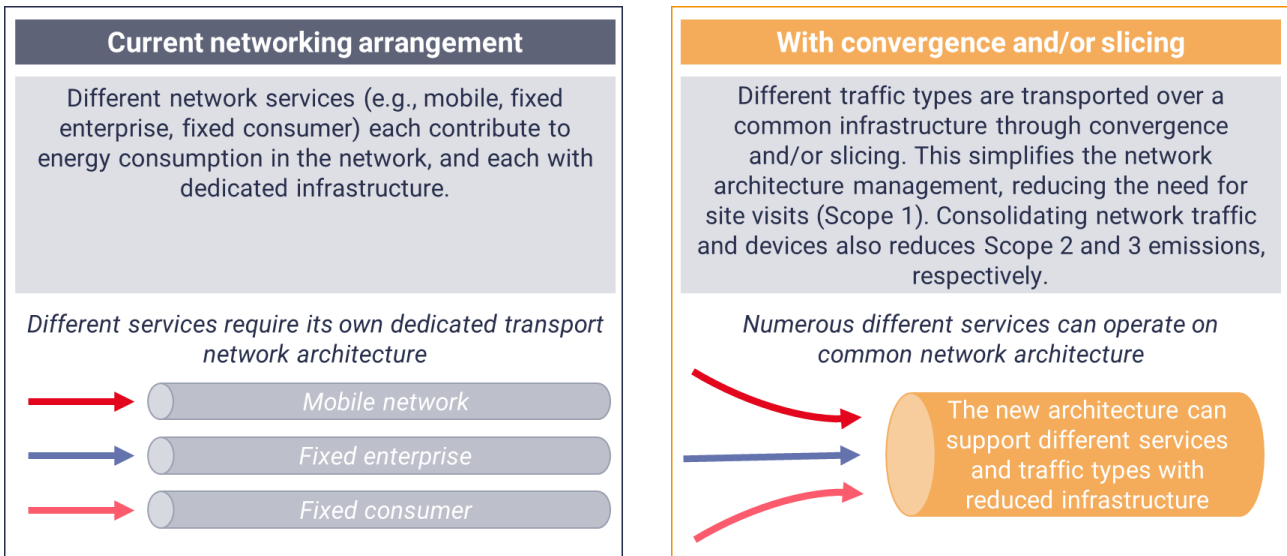 Current networking arrangement
Different network services (e.g., mobile, fixed
enterprise, fixed consumer) each contribute to
energy consumption in the network, and each with
dedicated infrastructure.
Different services require its own dedicated transport
network architecture
Mobile network
Fixed enterprise
Fixed consumer
With convergence and/or slicing
Different traffic types are transported over a
common infrastructure through convergence
and/or slicing. This simplifies the network
architecture management, reducing the need for
site visits (Scope 1). Consolidating network traffic
and devices also reduces Scope 2 and 3 emissions,
respectively.
Numerous different services can operate on
common network architecture
The new architecture can
support different services
and traffic types with
reduced infrastructure